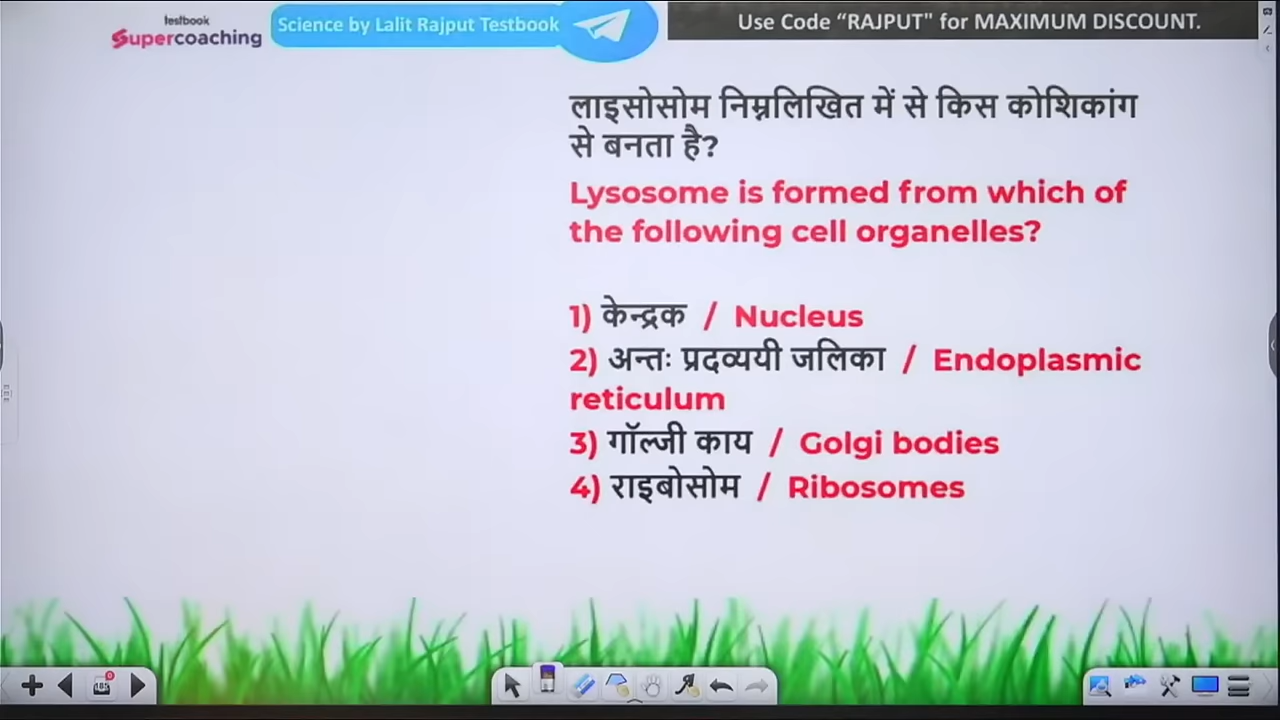 testbook
Supercoaching
Science by Lalit Rajput Testbook
Use Code “RAJPUT" for MAXIMUM DISCOUNT.
लाइसोसोम निम्नलिखित में से किस कोशिकांग
से बनता है?
Lysosome is formed from which of
the following cell organelles?
1) केन्द्रक / Nucleus
2) अन्तः प्रदव्ययी जलिका / Endoplasmic
reticulum
3) गॉल्जी काय / Golgi bodies
4) राइबोसोम / Ribosomes